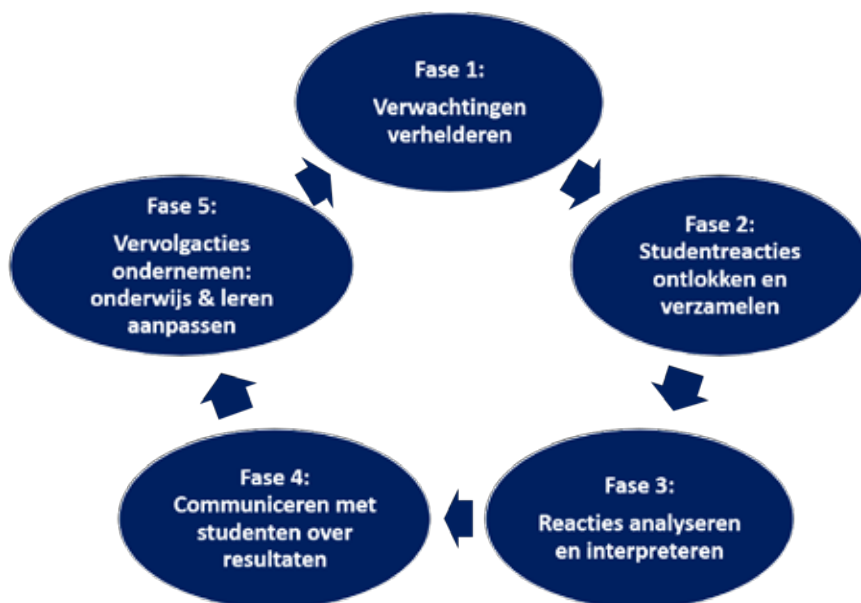 Fase 1:
Verwachtingen
verhelderen
Fase 2:
Studentreacties
ontlokken en
verzamelen
Fase 3:
Reacties analyseren
en interpreteren
Fase 4:
Communiceren met
studenten over
resultaten
Fase 5:
Vervolgacties
ondernemen:
onderwijs & leren
aanpassen